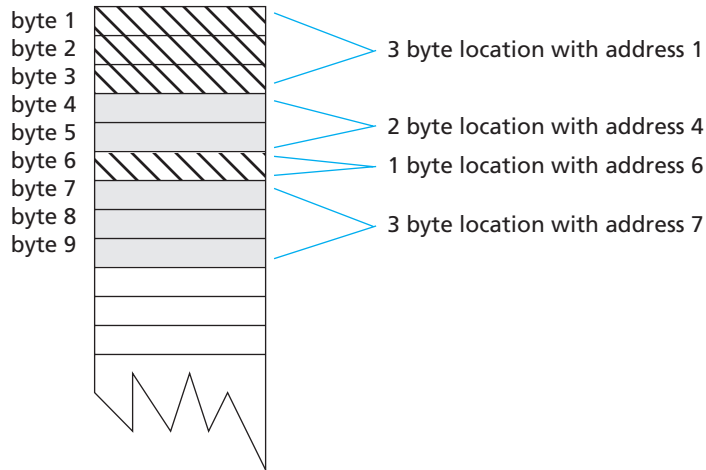 byte 1
byte 2
byte 3
byte 4
byte 5
byte 6
byte 7
byte 8
byte 9
3 byte location with address 1
2 byte location with address 4
1 byte location with address 6
3 byte location with address 7